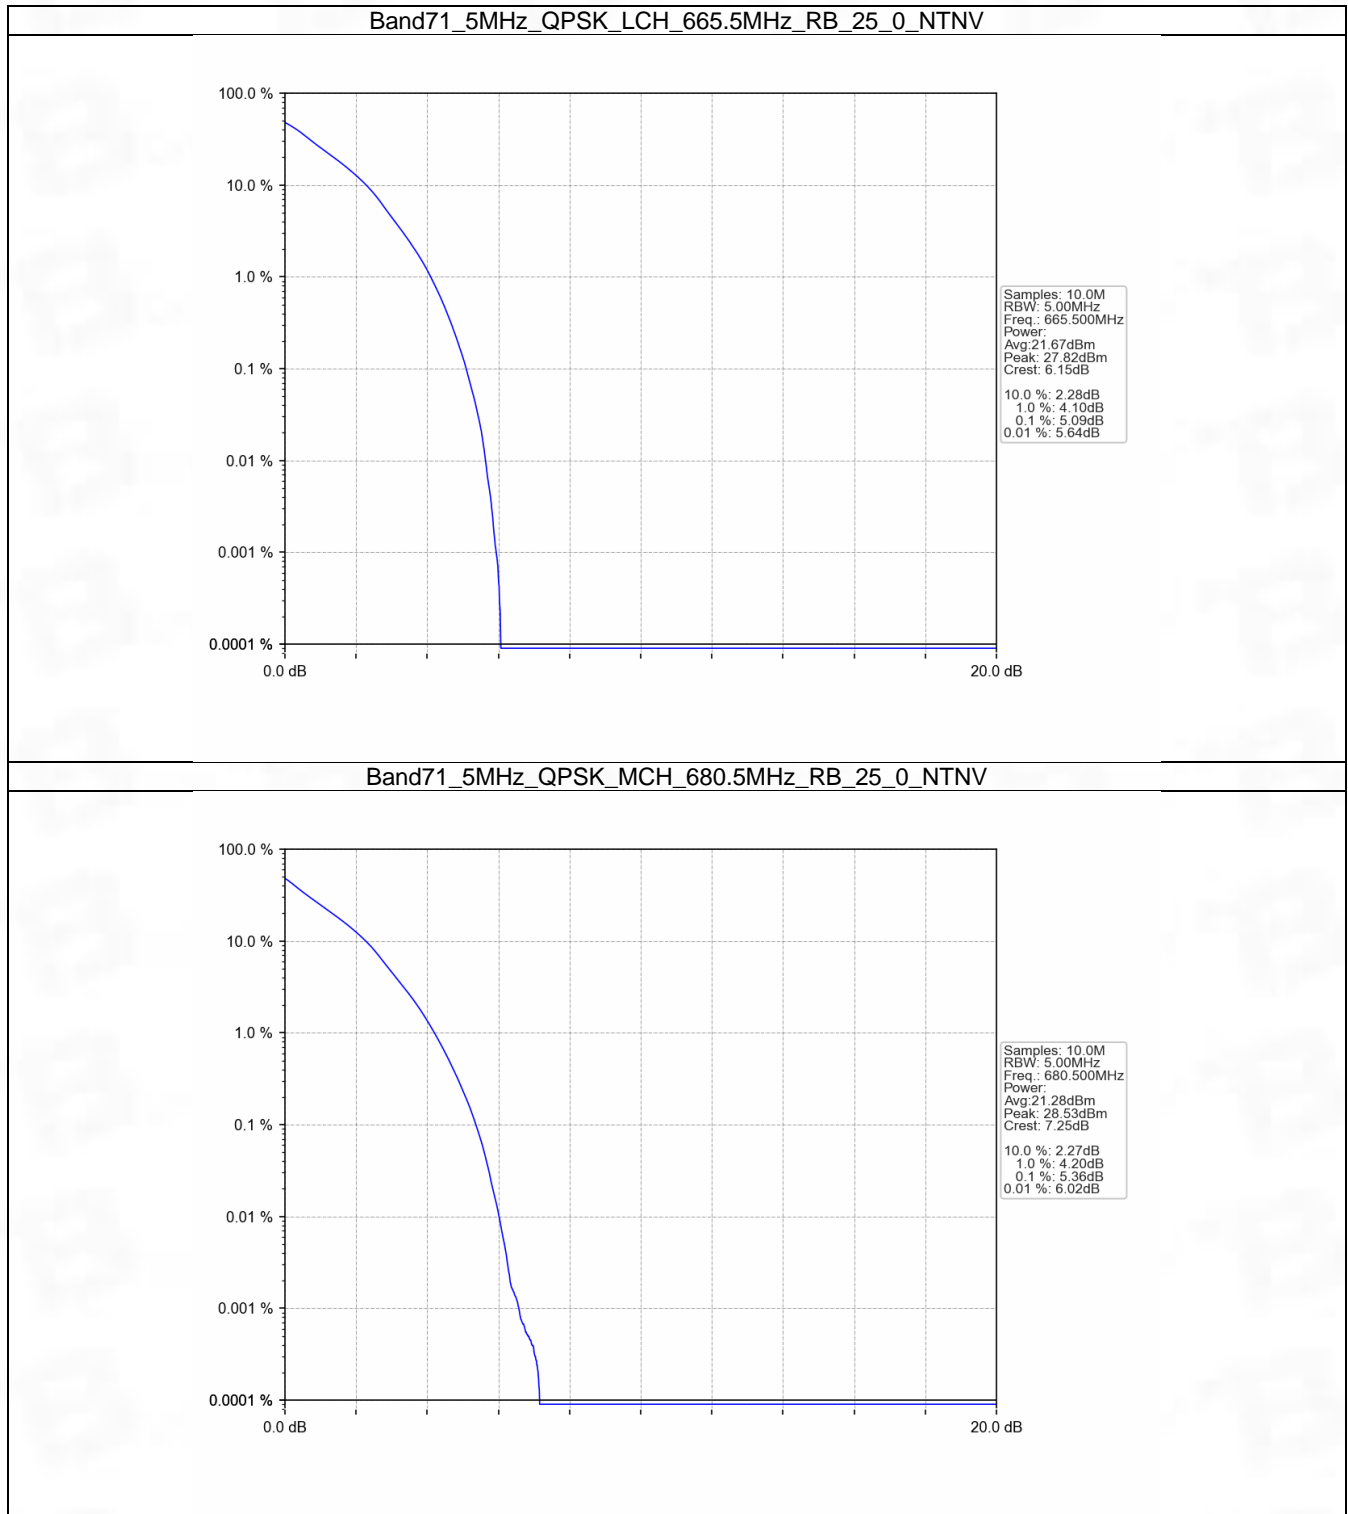 Band71_5MHz_QPSK_LCH_665.5MHz_RB_25_0_NTNV
100.0 %
10.0 %
1.0 %
0.1 %
0.01 %
0.001 %
0.0001 %
0.0 dB
20.0 dB
Samples: 10.0M
RBW: 5.00MHz
Freq.: 665.500MHz
Power:
Avg:21.67dBm
Peak: 27.82dBm
Crest: 6.15dB
10.0 %: 2.28dB
1.0 %: 4.10dB
0.1 %: 5.09dB
0.01 %: 5.64dB
Band71_5MHz_QPSK_MCH_680.5MHz_RB_25_0_NTNV
100.0 %
10.0 %
1.0 %
0.1 %
0.01 %
0.001 %
0.0001 %
0.0 dB
20.0 dB
Samples: 10.0M
RBW: 5.00MHz
Freq.: 680.500MHz
Power:
Avg:21.28dBm
Peak: 28.53dBm
Crest: 7.25dB
10.0 %: 2.27dB
1.0 %: 4.20dB
0.1 %: 5.36dB
0.01 %: 6.02dB